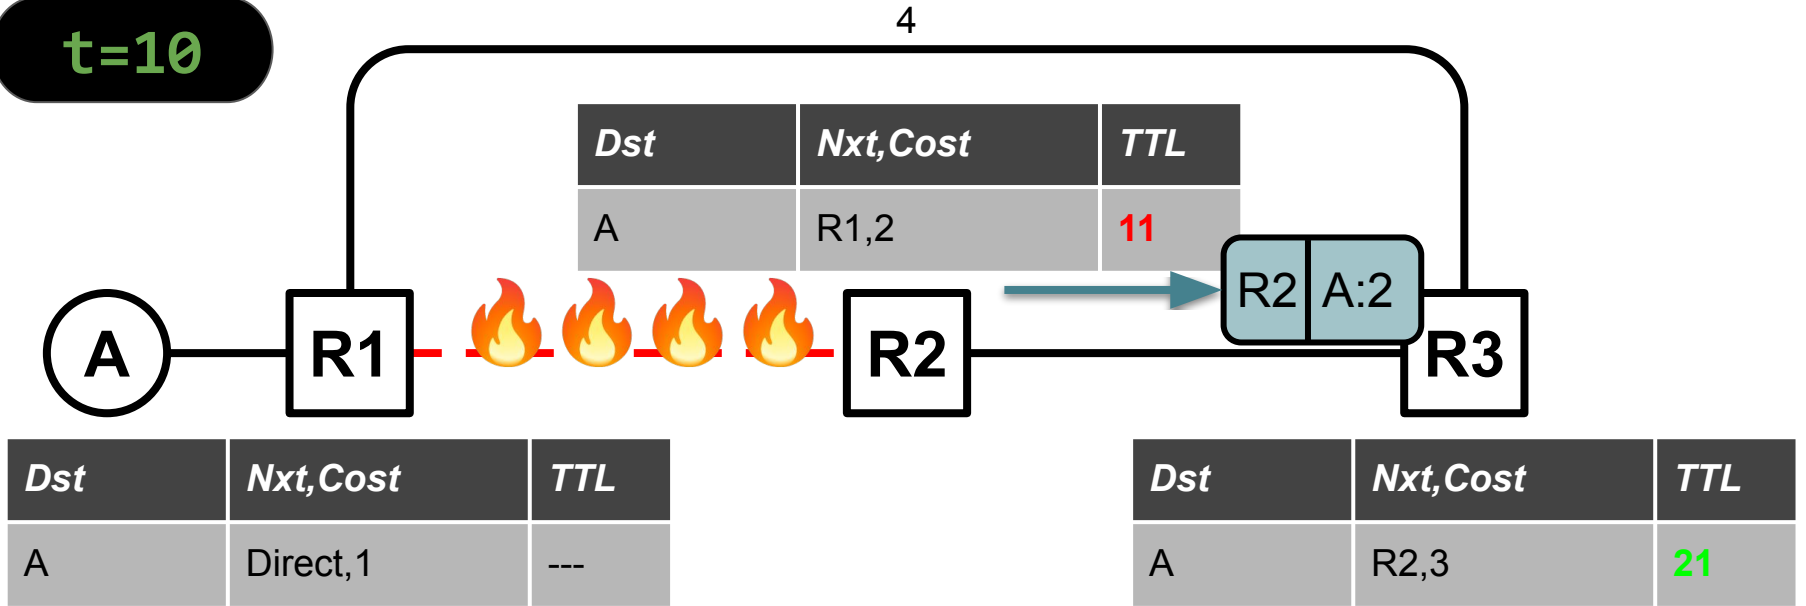 t=10
4
Dst Nxt,Cost TTL
A R1,2 11
R2 A:2
A R1 R2 R3
Dst Nxt,Cost TTL
A Direct,1 ---
Dst Nxt,Cost TTL
A R2,3 21